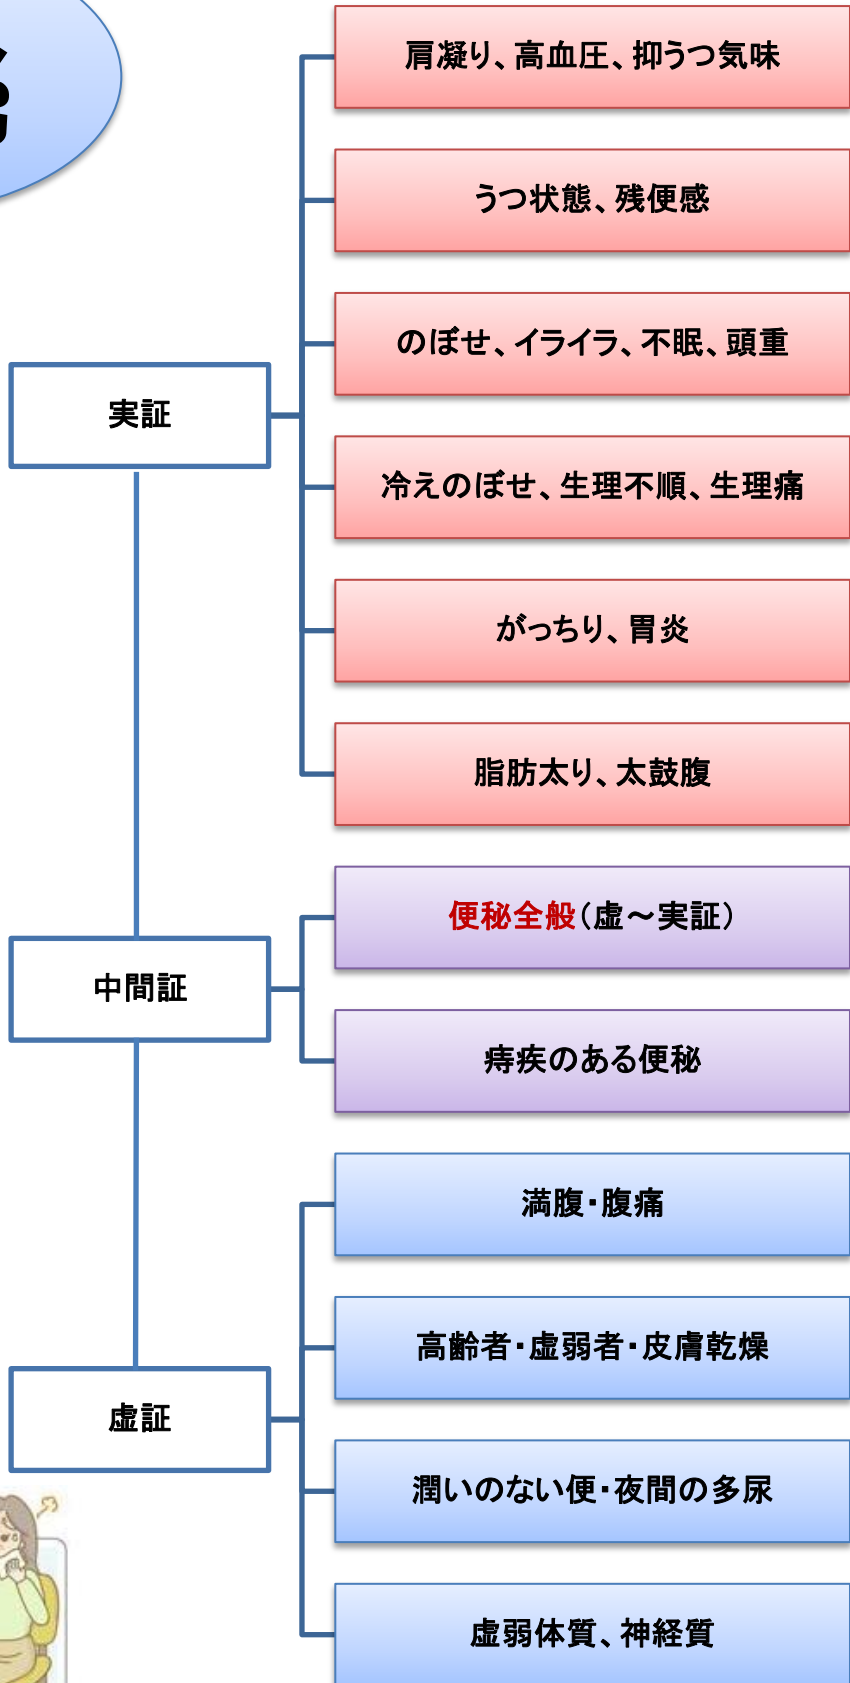 肩凝り、高血圧、抑うつ気味
うつ状態、残便感
のぼせ、イライラ、不眠、頭重
実証
冷えのぼせ、生理不順、生理痛
がっちり、胃炎
脂肪太り、太鼓腹
便秘全般（虚～実証）
中間証
痔疾のある便秘
満腹・腹痛
高齢者・虚弱者・皮膚乾燥
虚証
潤いのない便・夜間の多尿
虚弱体質、神経質